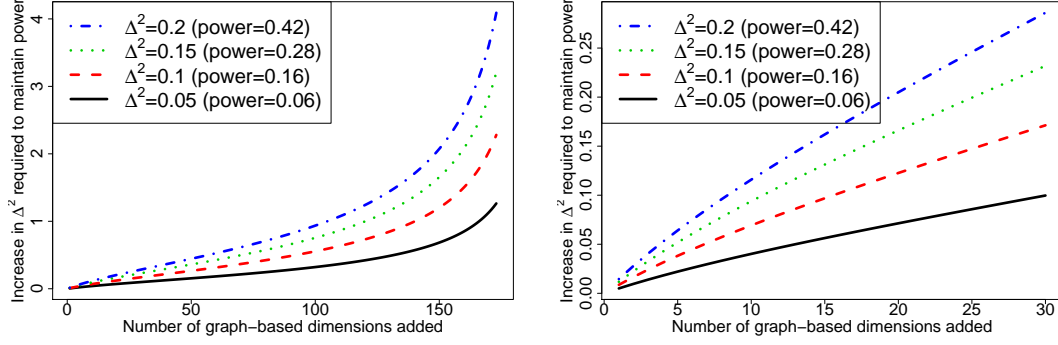 Increase in Δ² required to maintain power
4
3
2
1
0
Δ²=0.2 (power=0.42)
Δ²=0.15 (power=0.28)
Δ²=0.1 (power=0.16)
Δ²=0.05 (power=0.06)
0 50 100 150
Number of graph−based dimensions added
Increase in Δ² required to maintain power
0.25
0.20
0.15
0.10
0.05
0.00
Δ²=0.2 (power=0.42)
Δ²=0.15 (power=0.28)
Δ²=0.1 (power=0.16)
Δ²=0.05 (power=0.06)
0 5 10 15 20 25 30
Number of graph−based dimensions added